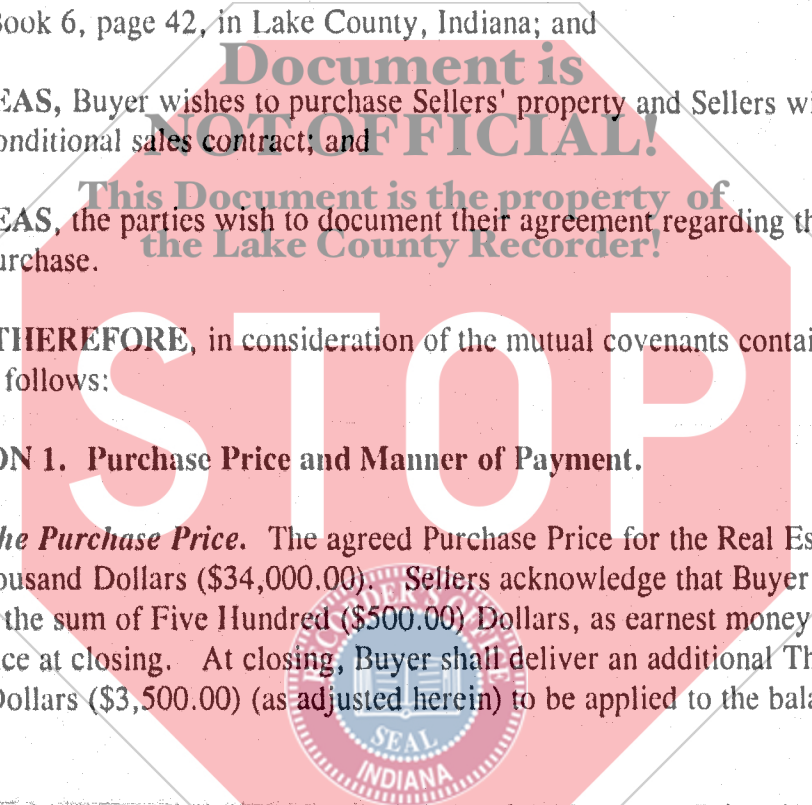 Book 6, page 42, in Lake County, Indiana; and
Document is
EAS, Buyer wishes to purchase Sellers' property and Sellers wi
onditional sales contract; and
NOT OFFICIAL!
This Document is the property of
EAS, the parties wish to document their agreement regarding th
the Lake County Recorder!
urchase.
THEREFORE, in consideration of the mutual covenants contai
follows:
STOP
ON 1. Purchase Price and Manner of Payment.
he Purchase Price. The agreed Purchase Price for the Real Es
ousand Dollars ($34,000.00). Sellers acknowledge that Buyer
the sum of Five Hundred ($500.00) Dollars, as earnest money
ce at closing. At closing, Buyer shall deliver an additional Th
Dollars ($3,500.00) (as adjusted herein) to be applied to the bala
RECORDER'S OFFICE
SEAL
INDIANA